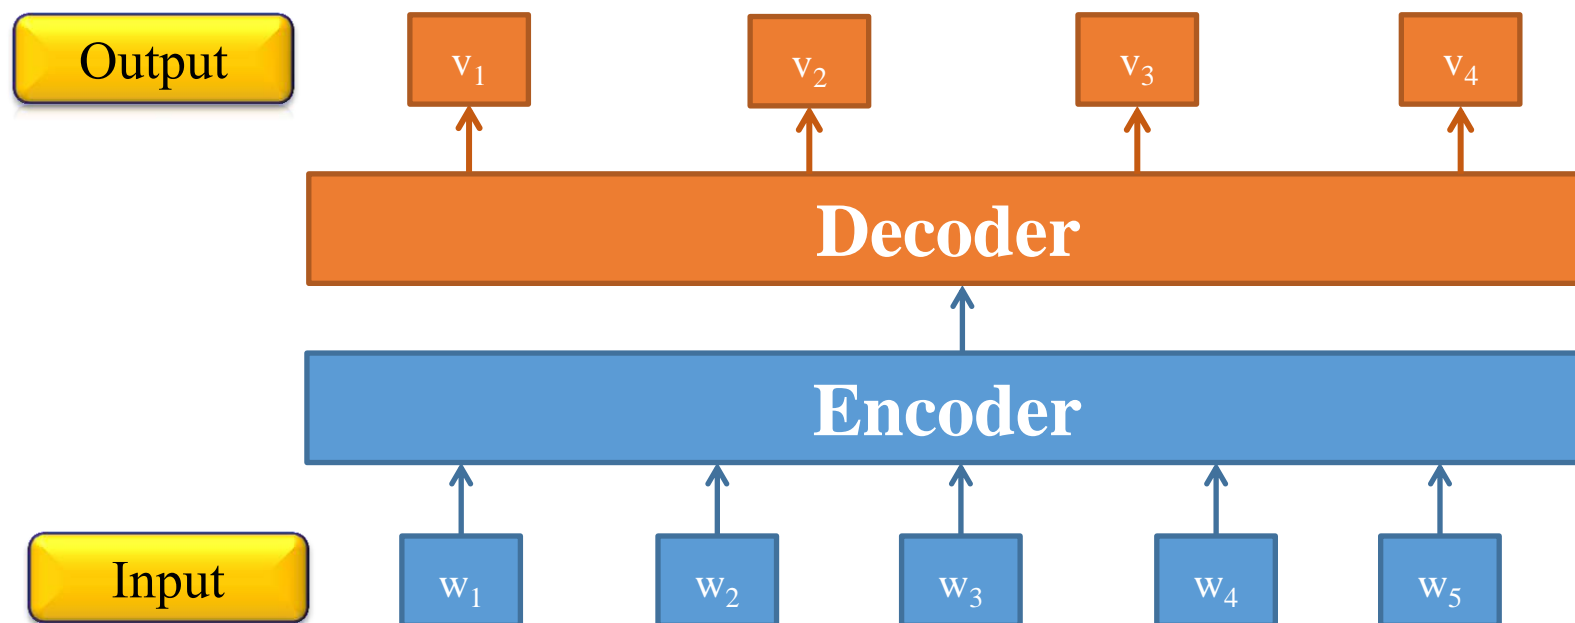 Output
v₁ v₂ v₃ v₄
Decoder
Encoder
Input
w₁ w₂ w₃ w₄ w₅